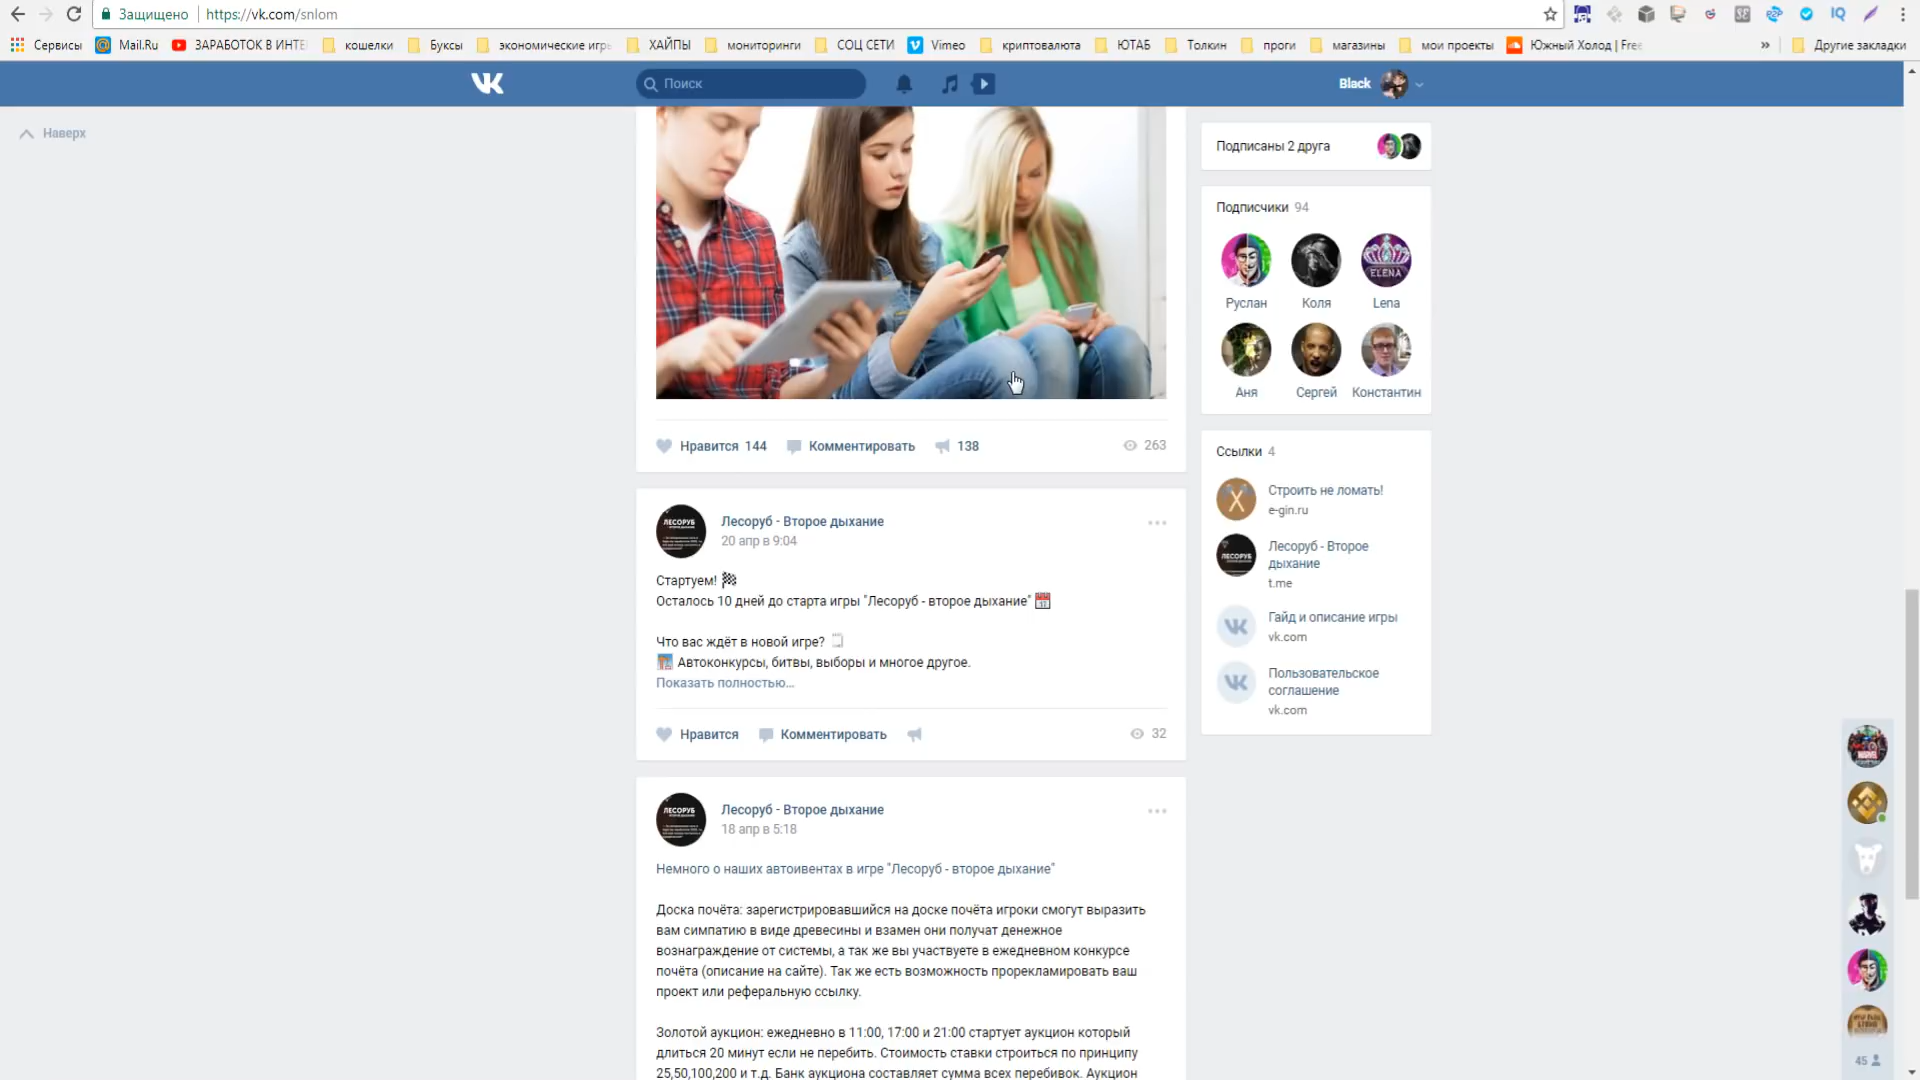 Защищено https://vk.com/snlom
Сервисы Mail.Ru ЗАРАБОТОК В ИНТЕ кошелки Буксы экономические игр ХАЙПЫ мониторинги СОЦ СЕТИ Vimeo криптовалюта ЮТАБ Толкин проги магазины мои проекты Южный Холод | Free » Другие закладки
Поиск Black
Наверх
Нравится 144 Комментировать 138 263
Лесоруб - Второе дыхание
20 апр в 9:04
Стартуем!
Осталось 10 дней до старта игры "Лесоруб - второе дыхание"
Что вас ждёт в новой игре?
Автоконкурсы, битвы, выборы и многое другое.
Показать полностью...
Нравится Комментировать 32
Лесоруб - Второе дыхание
18 апр в 5:18
Немного о наших автоивентах в игре "Лесоруб - второе дыхание"
Доска почёта: зарегистрировавшийся на доске почёта игроки смогут выразить
вам симпатию в виде древесины и взамен они получат денежное
вознаграждение от системы, а так же вы участвуете в ежедневном конкурсе
почёта (описание на сайте). Так же есть возможность прорекламировать ваш
проект или реферальную ссылку.
Золотой аукцион: ежедневно в 11:00, 17:00 и 21:00 стартует аукцион который
длиться 20 минут если не перебить. Стоимость ставки строиться по принципу
25,50,100,200 и т.д. Банк аукциона составляет сумма всех перебивок. Аукцион
Подписаны 2 друга
Подписчики 94
ELENA
Руслан Коля Lena
Аня Сергей Константин
Ссылки 4
Строить не ломать!
e-gin.ru
ЛЕСОРУБ
Лесоруб - Второе
дыхание
t.me
Гайд и описание игры
vk.com
Пользовательское
соглашение
vk.com
45